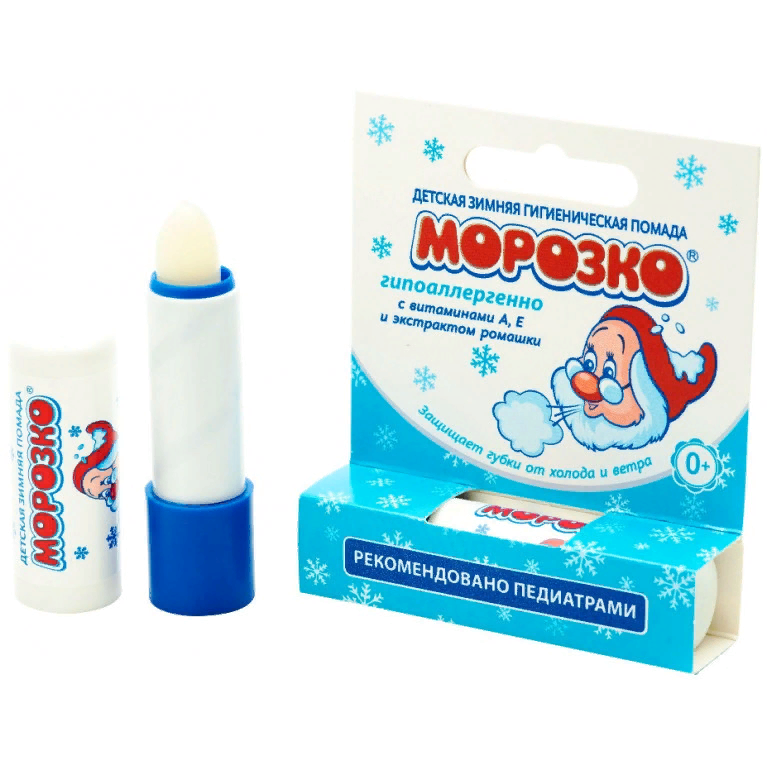 ДЕТСКАЯ ЗИМНЯЯ ГИГИЕНИЧЕСКАЯ ПОМАДА
МОРОЗКО®
гипоаллергенно
с витаминами А, Е
и экстрактом ромашки
Защищает губки от холода и ветра
0+
МОРОЗКО
РЕКОМЕНДОВАНО ПЕДИАТРАМИ
ДЕТСКАЯ ЗИМНЯЯ ПОМАДА
МОРОЗКО®